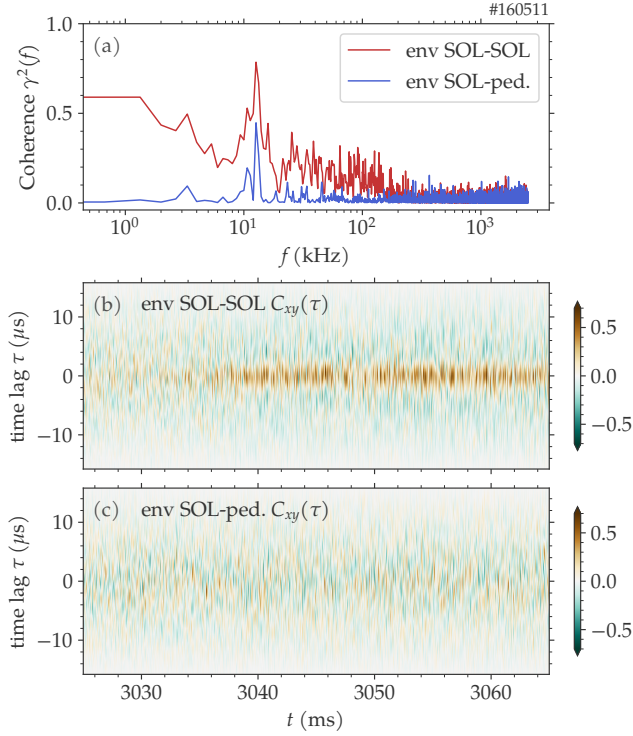 #160511
(a)
env SOL-SOL
env SOL-ped.
Coherence γ²(f)
1.0
0.5
0.0
10⁰ 10¹ 10² 10³
f (kHz)
(b) env SOL-SOL Cxy(τ)
time lag τ (μs)
10
0
−10
0.5
0.0
−0.5
(c) env SOL-ped. Cxy(τ)
time lag τ (μs)
10
0
−10
0.5
0.0
−0.5
3030 3040 3050 3060
t (ms)